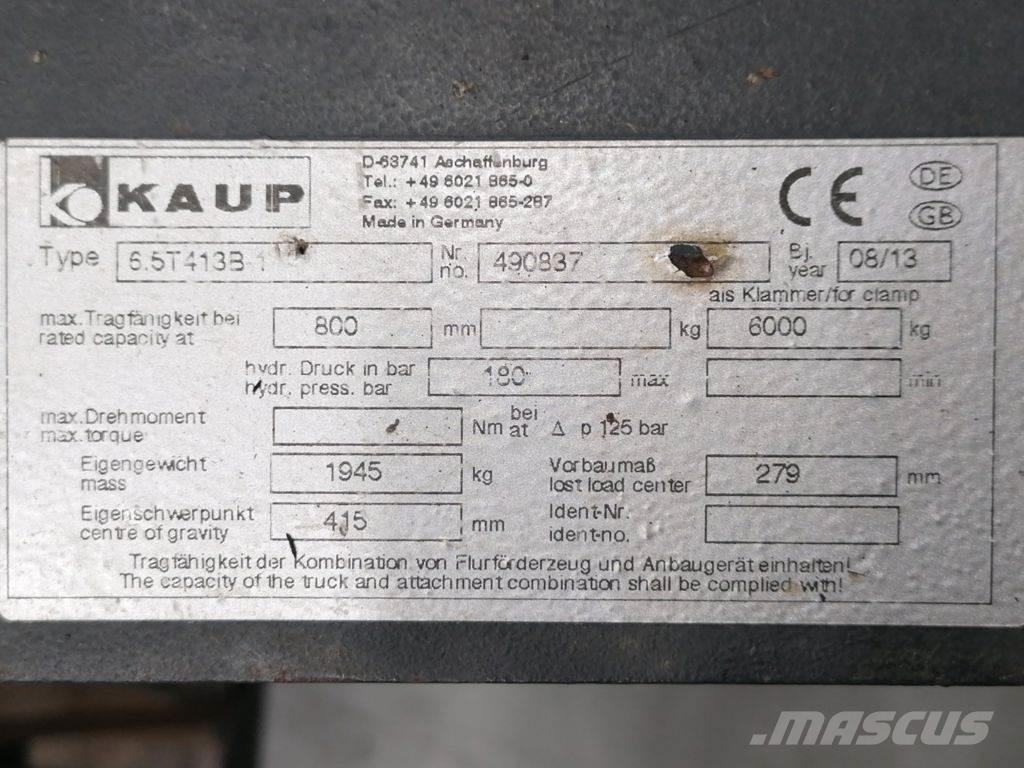 KAUP
D-63741 Aschaffenburg
Tel.: +49 6021 865-0
Fax: +49 6021 865-287
Made in Germany
CE
DE
GB
Type 6.5T413B-1
Nr. no. 490837
Bj. year 08/13
als Klammer/for clamp
max.Tragfähigkeit bei
rated capacity at
800 mm kg 6000 kg
hydr. Druck in bar
hydr. press. bar
180 max min
max.Drehmoment
max.torque
Nm bei at Δ p 125 bar
Eigengewicht
mass
1945 kg
Vorbaumaß
lost load center
279 mm
Eigenschwerpunkt
centre of gravity
415 mm
Ident-Nr.
ident-no.
Tragfähigkeit der Kombination von Flurförderzeug und Anbaugerät einhalten!
The capacity of the truck and attachment combination shall be complied with!
MASCUS